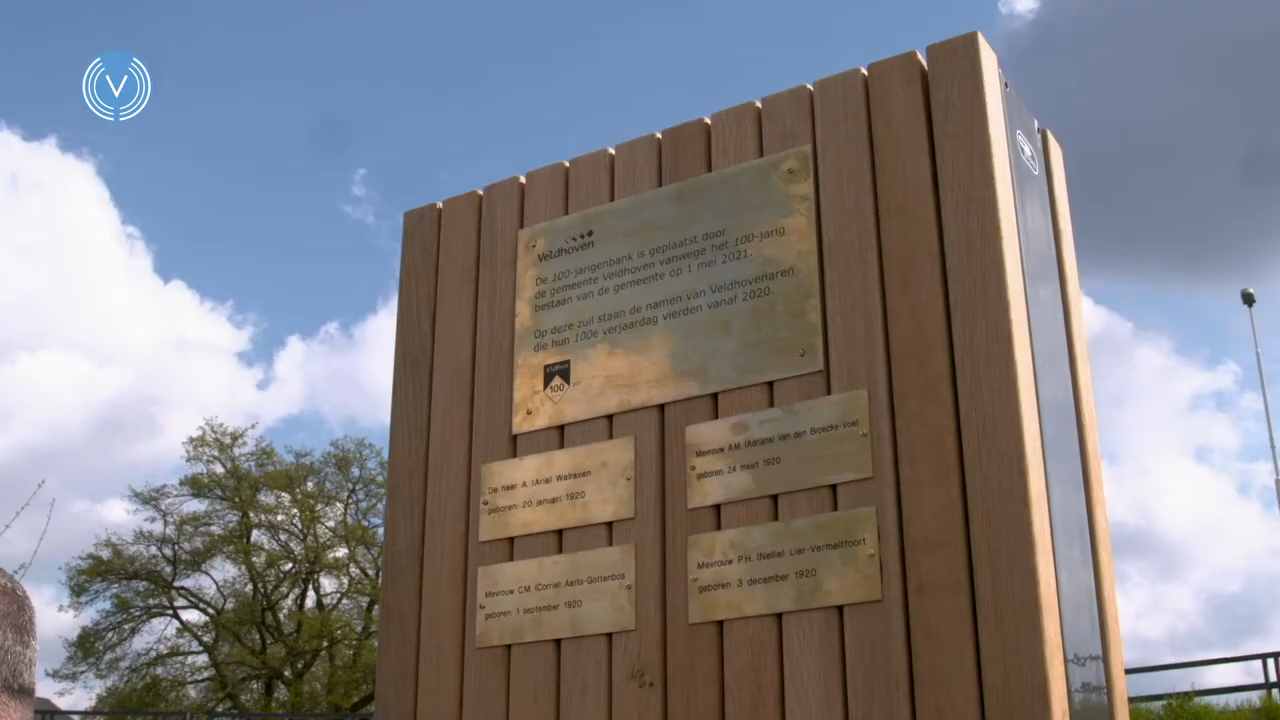 V
Veldhoven
De 100-jarigenbank is geplaatst door
de gemeente Veldhoven vanwege het 100-jarig
bestaan van de gemeente op 1 mei 2021.
Op deze zuil staan de namen van Veldhovenaren
die hun 100e verjaardag vierden vanaf 2020.
100
De heer A. (Arie) Walraven
geboren: 20 januari 1920
Mevrouw A.M. (Adriana) van den Broecke-Voet
geboren: 24 maart 1920
Mevrouw C.M. (Corrie) Aarts-Gottenbos
geboren: 1 september 1920
Mevrouw P.H. (Nellie) Lier-Vermeltfoort
geboren: 3 december 1920